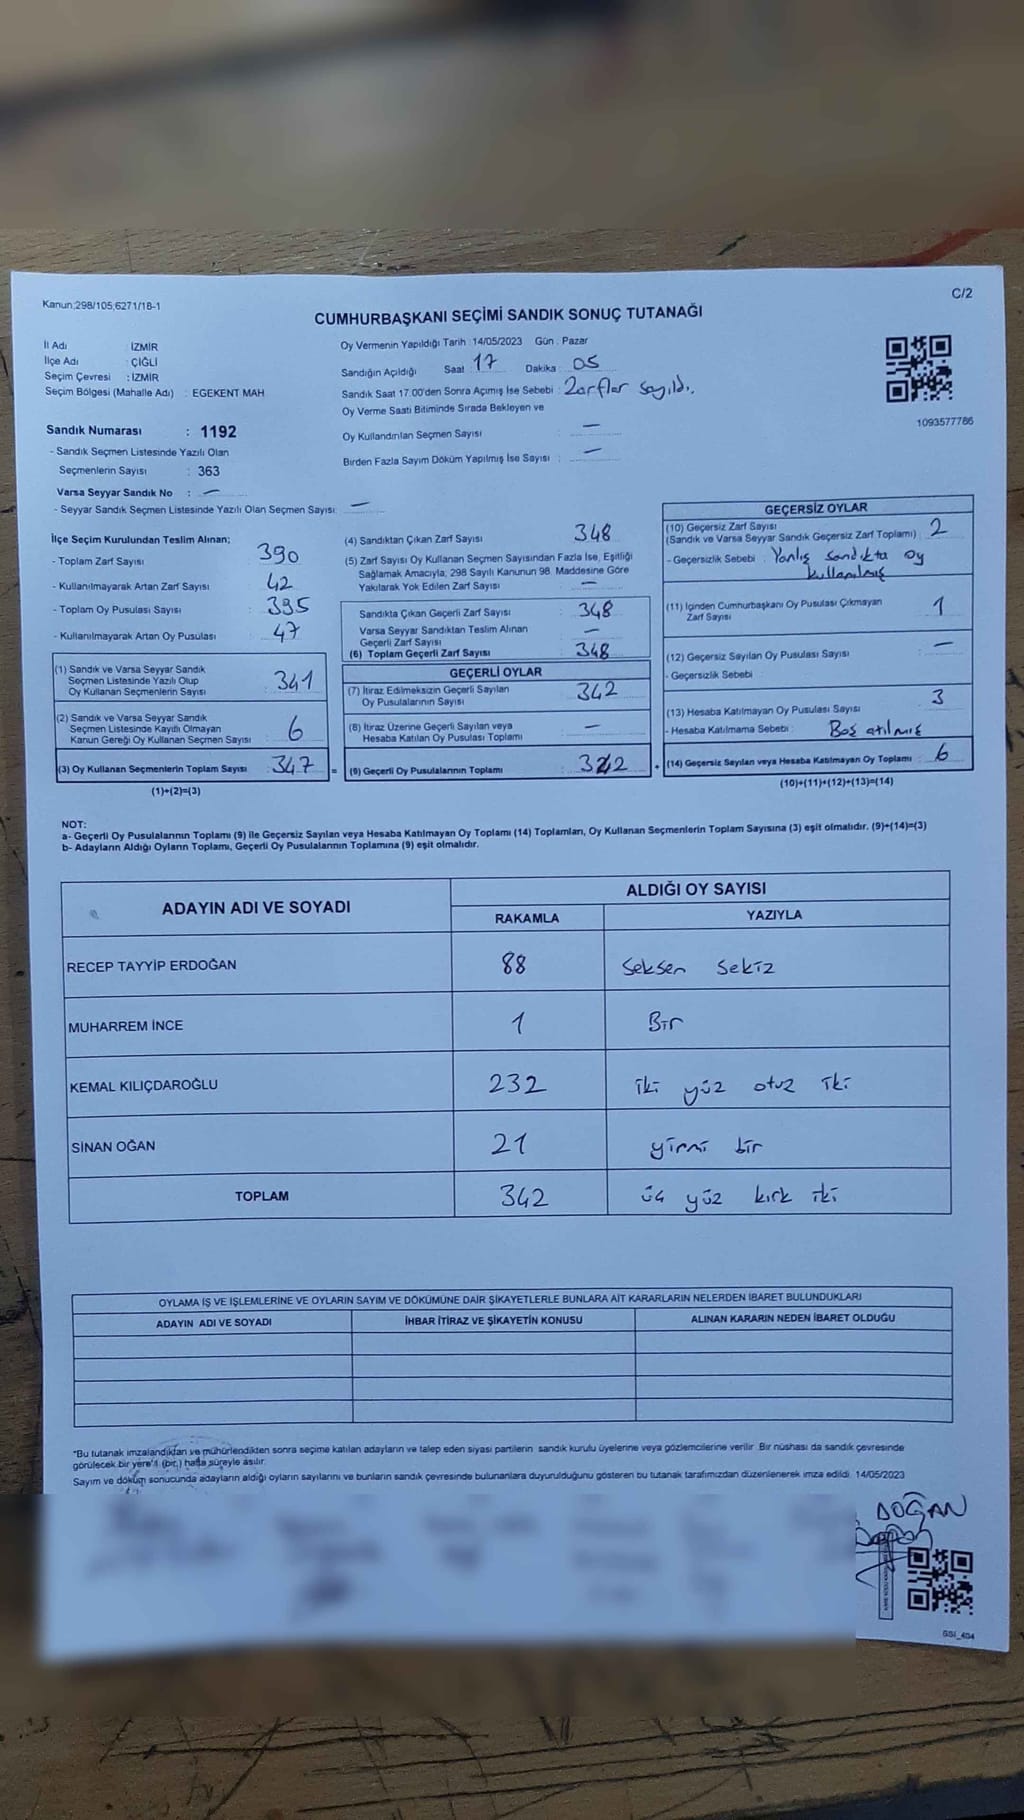 Kanun;298/105;6271/18-1
C/2
CUMHURBAŞKANI SEÇİMİ SANDIK SONUÇ TUTANAĞI
İl Adı : İZMİR
İlçe Adı : ÇİĞLİ
Seçim Çevresi : İZMİR
Seçim Bölgesi (Mahalle Adı) : EGEKENT MAH
Sandık Numarası : 1192
- Sandık Seçmen Listesinde Yazılı Olan
Seçmenlerin Sayısı : 363
Varsa Seyyar Sandık No : —
- Seyyar Sandık Seçmen Listesinde Yazılı Olan Seçmen Sayısı: —
Oy Vermenin Yapıldığı Tarih :14/05/2023 Gün : Pazar
Sandığın Açıldığı Saat : 17 Dakika : 05
Sandık Saat 17.00'den Sonra Açımış İse Sebebi : Zarflar sayıldı.
Oy Verme Saati Bitiminde Sırada Bekleyen ve
Oy Kullandırılan Seçmen Sayısı : —
Birden Fazla Sayım Döküm Yapılmış İse Sayısı : —
1093577786
İlçe Seçim Kurulundan Teslim Alınan;
- Toplam Zarf Sayısı : 390
- Kullanılmayarak Artan Zarf Sayısı : 42
- Toplam Oy Pusulası Sayısı : 395
- Kullanılmayarak Artan Oy Pusulası : 47
(1) Sandık ve Varsa Seyyar Sandık
Seçmen Listesinde Yazılı Olup
Oy Kullanan Seçmenlerin Sayısı : 341
(2) Sandık ve Varsa Seyyar Sandık
Seçmen Listesinde Kayıtlı Olmayan
Kanun Gereği Oy Kullanan Seçmen Sayısı : 6
(3) Oy Kullanan Seçmenlerin Toplam Sayısı : 347 =
(1)+(2)=(3)
(4) Sandıktan Çıkan Zarf Sayısı : 348
(5) Zarf Sayısı Oy Kullanan Seçmen Sayısından Fazla İse, Eşitliği
Sağlamak Amacıyla; 298 Sayılı Kanunun 98. Maddesine Göre
Yakılarak Yok Edilen Zarf Sayısı : —
Sandıkta Çıkan Geçerli Zarf Sayısı : 348
Varsa Seyyar Sandıktan Teslim Alınan
Geçerli Zarf Sayısı : —
(6) Toplam Geçerli Zarf Sayısı : 348
GEÇERLİ OYLAR
(7) İtiraz Edilmeksizin Geçerli Sayılan
Oy Pusulalarının Sayısı : 342
(8) İtiraz Üzerine Geçerli Sayılan veya
Hesaba Katılan Oy Pusulası Toplamı : —
(9) Geçerli Oy Pusulalarının Toplamı : 342 +
GEÇERSİZ OYLAR
(10) Geçersiz Zarf Sayısı
(Sandık ve Varsa Seyyar Sandık Geçersiz Zarf Toplamı) : 2
- Geçersizlik Sebebi : Yanlış sandıkta oy
kullanılmış
(11) İçinden Cumhurbaşkanı Oy Pusulası Çıkmayan
Zarf Sayısı : 1
(12) Geçersiz Sayılan Oy Pusulası Sayısı : —
- Geçersizlik Sebebi :
(13) Hesaba Katılmayan Oy Pusulası Sayısı : 3
- Hesaba Katılmama Sebebi : Boş atılmış
(14) Geçersiz Sayılan veya Hesaba Katılmayan Oy Toplamı : 6
(10)+(11)+(12)+(13)=(14)
NOT:
a- Geçerli Oy Pusulalarının Toplamı (9) ile Geçersiz Sayılan veya Hesaba Katılmayan Oy Toplamı (14) Toplamları, Oy Kullanan Seçmenlerin Toplam Sayısına (3) eşit olmalıdır. (9)+(14)=(3)
b- Adayların Aldığı Oyların Toplamı, Geçerli Oy Pusulalarının Toplamına (9) eşit olmalıdır.
ADAYIN ADI VE SOYADI
ALDIĞI OY SAYISI
RAKAMLA YAZIYLA
RECEP TAYYİP ERDOĞAN 88 Seksen sekiz
MUHARREM İNCE 1 Bir
KEMAL KILIÇDAROĞLU 232 iki yüz otuz iki
SİNAN OĞAN 21 yirmi bir
TOPLAM 342 üç yüz kırk iki
OYLAMA İŞ VE İŞLEMLERİNE VE OYLARIN SAYIM VE DÖKÜMÜNE DAİR ŞİKAYETLERLE BUNLARA AİT KARARLARIN NELERDEN İBARET BULUNDUKLARI
ADAYIN ADI VE SOYADI İHBAR İTİRAZ VE ŞİKAYETİN KONUSU ALINAN KARARIN NEDEN İBARET OLDUĞU
"Bu tutanak imzalandıktan ve mühürlendikten sonra seçime katılan adayların ve talep eden siyasi partilerin sandık kurulu üyelerine veya gözlemcilerine verilir. Bir nüshası da sandık çevresinde
görülecek bir yere 1 (bir) hafta süreyle asılır.
Sayım ve döküm sonucunda adayların aldığı oyların sayılarını ve bunların sandık çevresinde bulunanlara duyurulduğunu gösteren bu tutanak tarafımızdan düzenlenerek imza edildi. 14/05/2023
DOĞAN
GSI_404